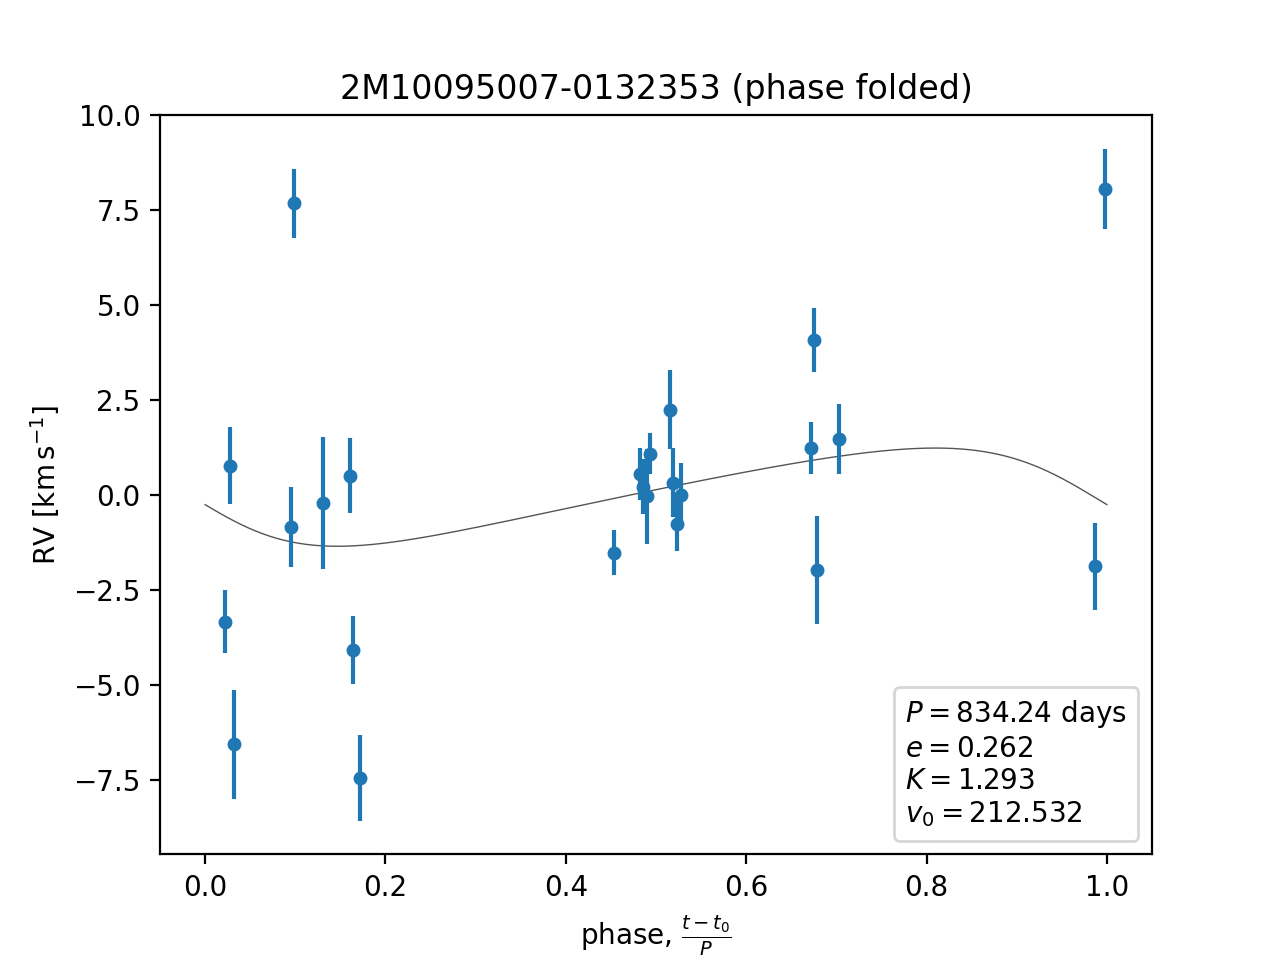 2M10095007-0132353 (phase folded)
10.0
7.5
5.0
2.5
0.0
−2.5
−5.0
−7.5
RV [km s⁻¹]
P = 834.24 days
e = 0.262
K = 1.293
v₀ = 212.532
0.0 0.2 0.4 0.6 0.8 1.0
phase, (t − t₀)/P